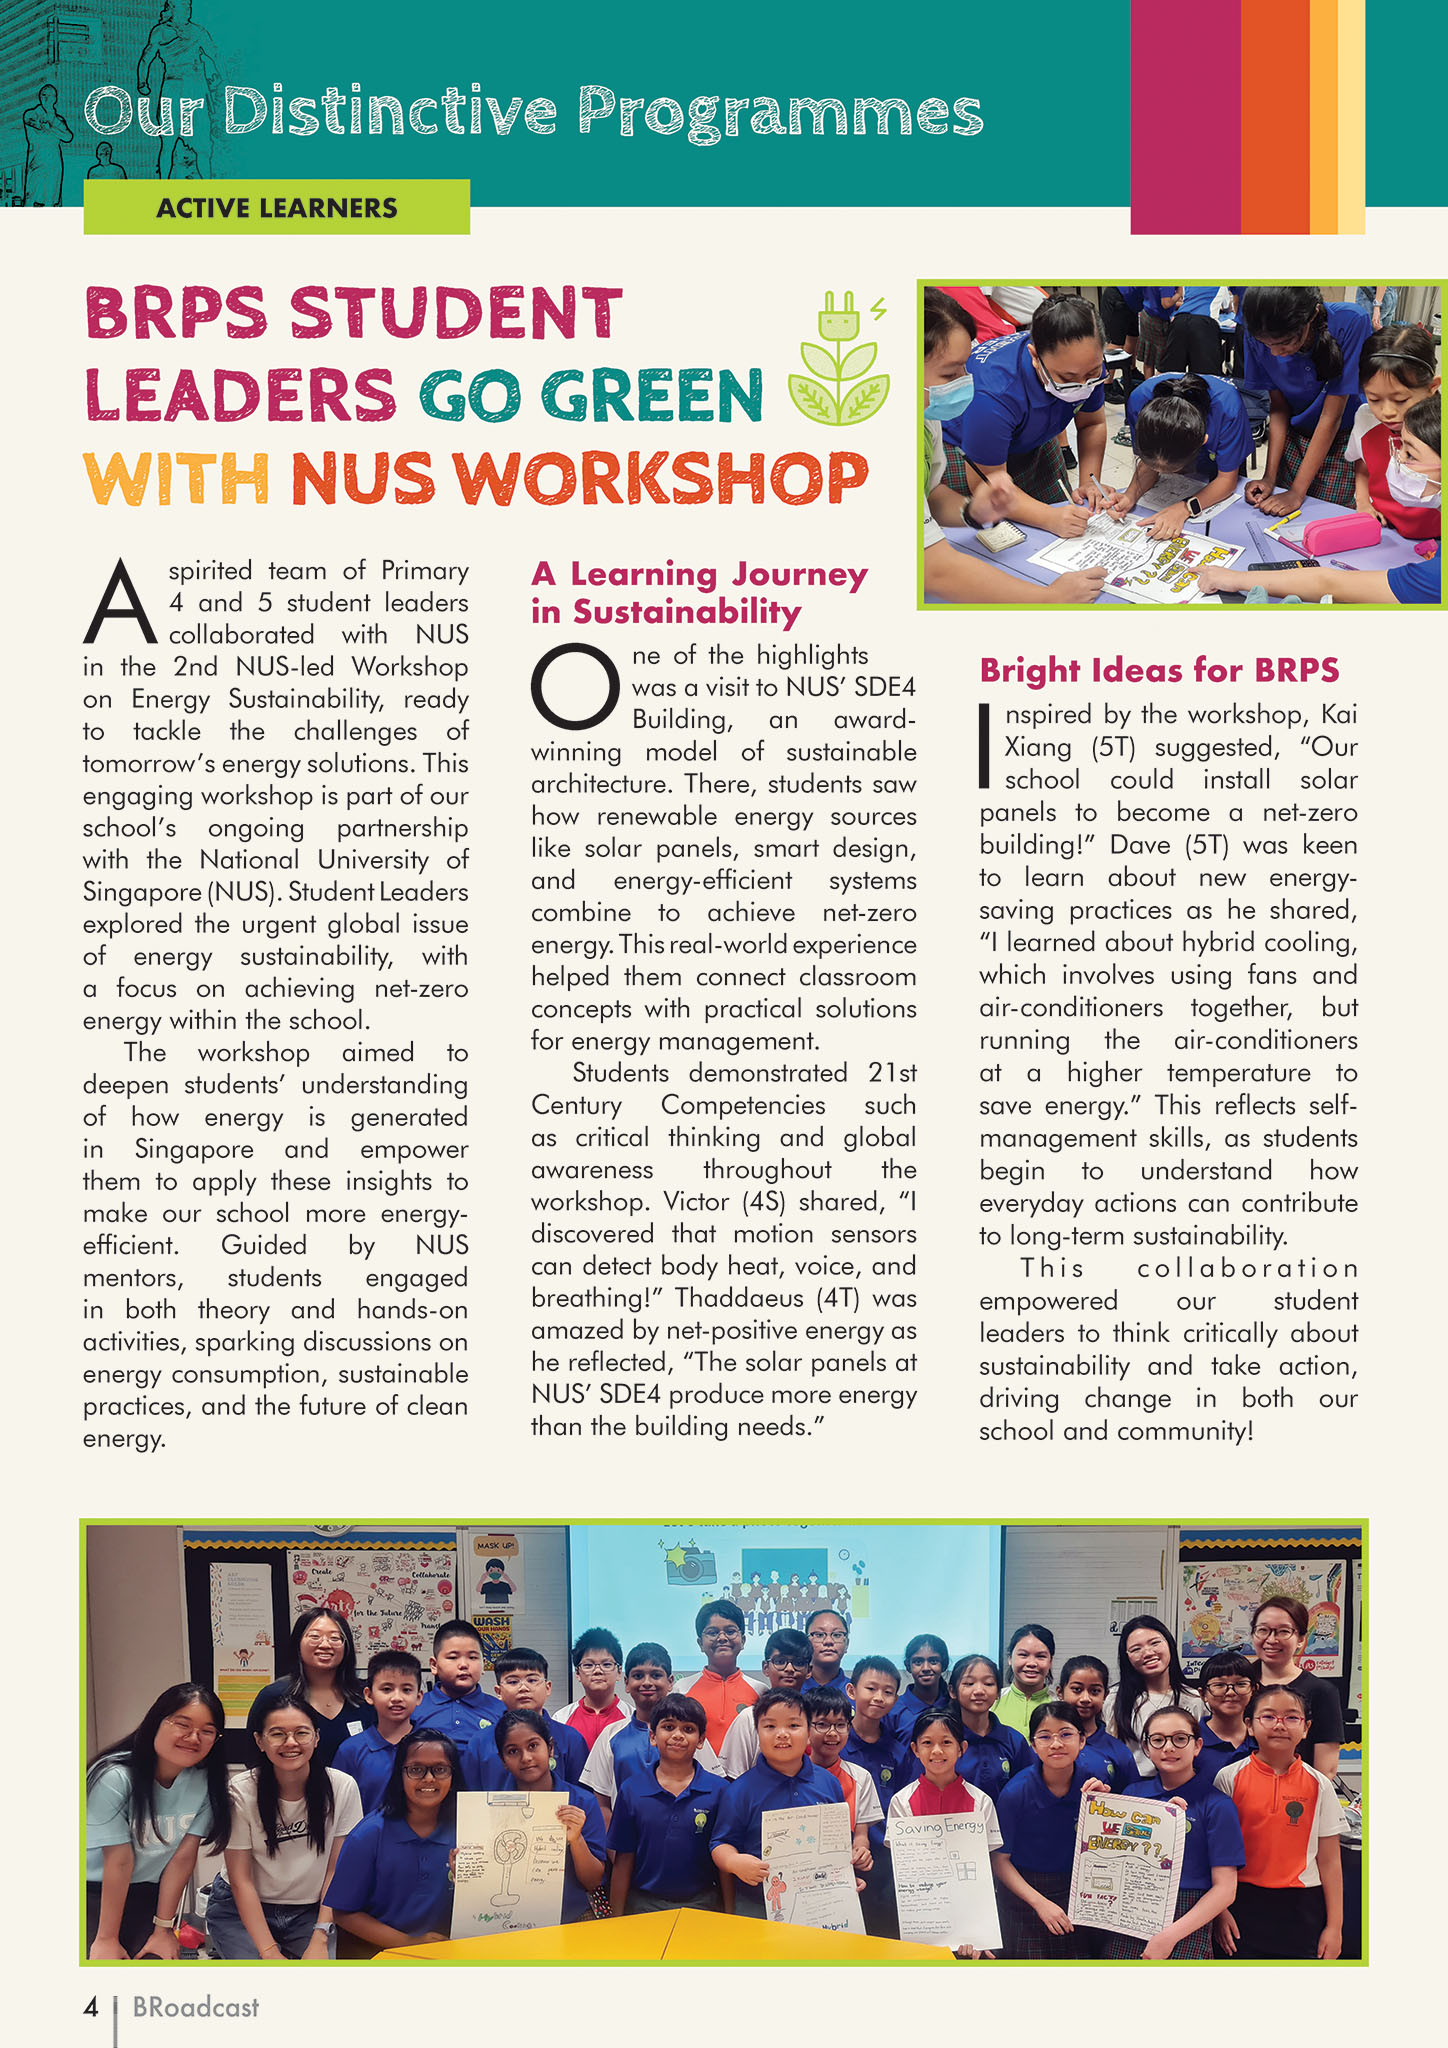 Our Distinctive Programmes
ACTIVE LEARNERS
BRPS STUDENT
LEADERS GO GREEN
WITH NUS WORKSHOP
A spirited team of Primary
4 and 5 student leaders
collaborated with NUS
in the 2nd NUS-led Workshop
on Energy Sustainability, ready
to tackle the challenges of
tomorrow's energy solutions. This
engaging workshop is part of our
school's ongoing partnership
with the National University of
Singapore (NUS). Student Leaders
explored the urgent global issue
of energy sustainability, with
a focus on achieving net-zero
energy within the school.
The workshop aimed to
deepen students' understanding
of how energy is generated
in Singapore and empower
them to apply these insights to
make our school more energy-
efficient. Guided by NUS
mentors, students engaged
in both theory and hands-on
activities, sparking discussions on
energy consumption, sustainable
practices, and the future of clean
energy.
A Learning Journey
in Sustainability
One of the highlights
was a visit to NUS' SDE4
Building, an award-
winning model of sustainable
architecture. There, students saw
how renewable energy sources
like solar panels, smart design,
and energy-efficient systems
combine to achieve net-zero
energy. This real-world experience
helped them connect classroom
concepts with practical solutions
for energy management.
Students demonstrated 21st
Century Competencies such
as critical thinking and global
awareness throughout the
workshop. Victor (4S) shared, "I
discovered that motion sensors
can detect body heat, voice, and
breathing!" Thaddaeus (4T) was
amazed by net-positive energy as
he reflected, "The solar panels at
NUS' SDE4 produce more energy
than the building needs."
How can
WE
ENERGY??
Bright Ideas for BRPS
Inspired by the workshop, Kai
Xiang (5T) suggested, "Our
school could install solar
panels to become a net-zero
building!" Dave (5T) was keen
to learn about new energy-
saving practices as he shared,
"I learned about hybrid cooling,
which involves using fans and
air-conditioners together, but
running the air-conditioners
at a higher temperature to
save energy." This reflects self-
management skills, as students
begin to understand how
everyday actions can contribute
to long-term sustainability.
This collaboration
empowered our student
leaders to think critically about
sustainability and take action,
driving change in both our
school and community!
MASK UP!
WASH
YOUR HANDS
Create
Collaborate
for the Future
NUS
Hybrid
Hybrid
Saving Energy
How Can
WE
ENERGY??
FUN FACT?
4
BRoadcast